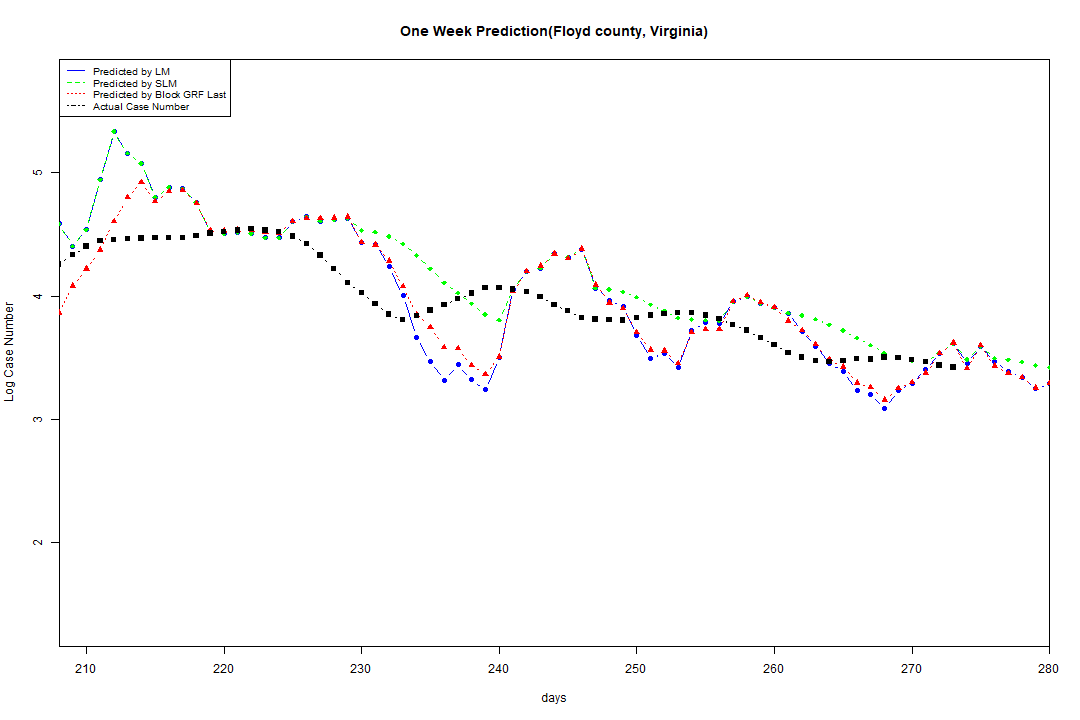 One Week Prediction(Floyd county, Virginia)
Predicted by LM
Predicted by SLM
Predicted by Block GRF Last
Actual Case Number
5
4
3
2
Log Case Number
210 220 230 240 250 260 270 280
days